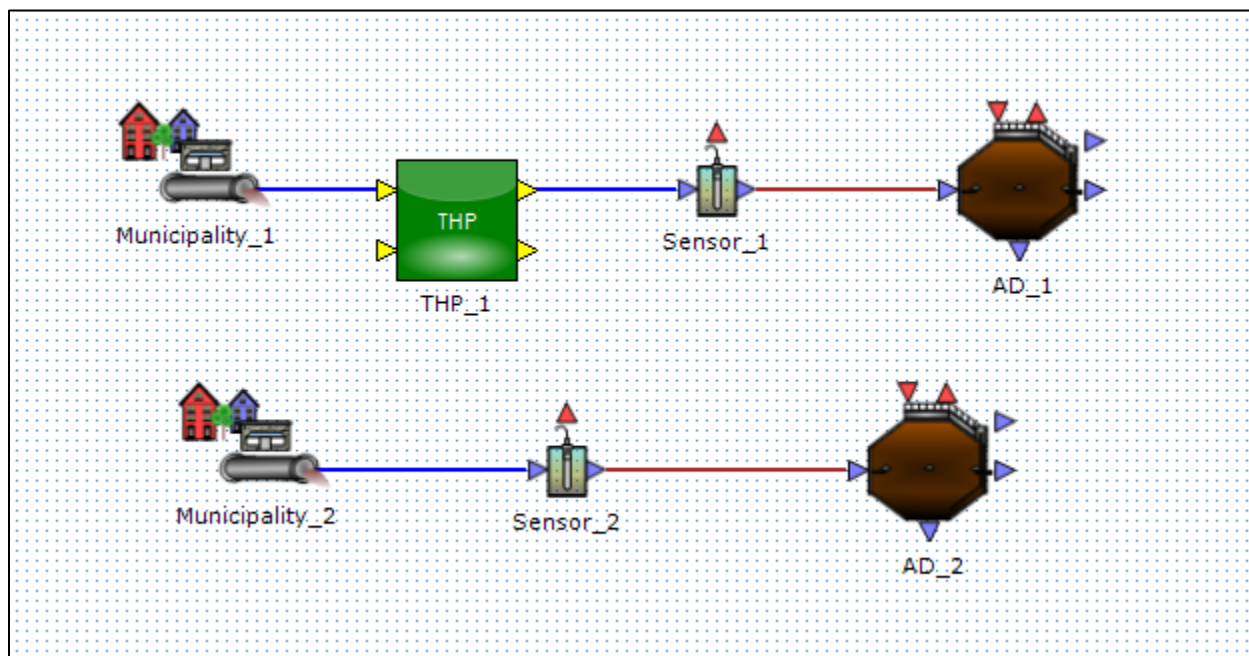 Municipality_1
THP
THP_1
Sensor_1
AD_1
Municipality_2
Sensor_2
AD_2